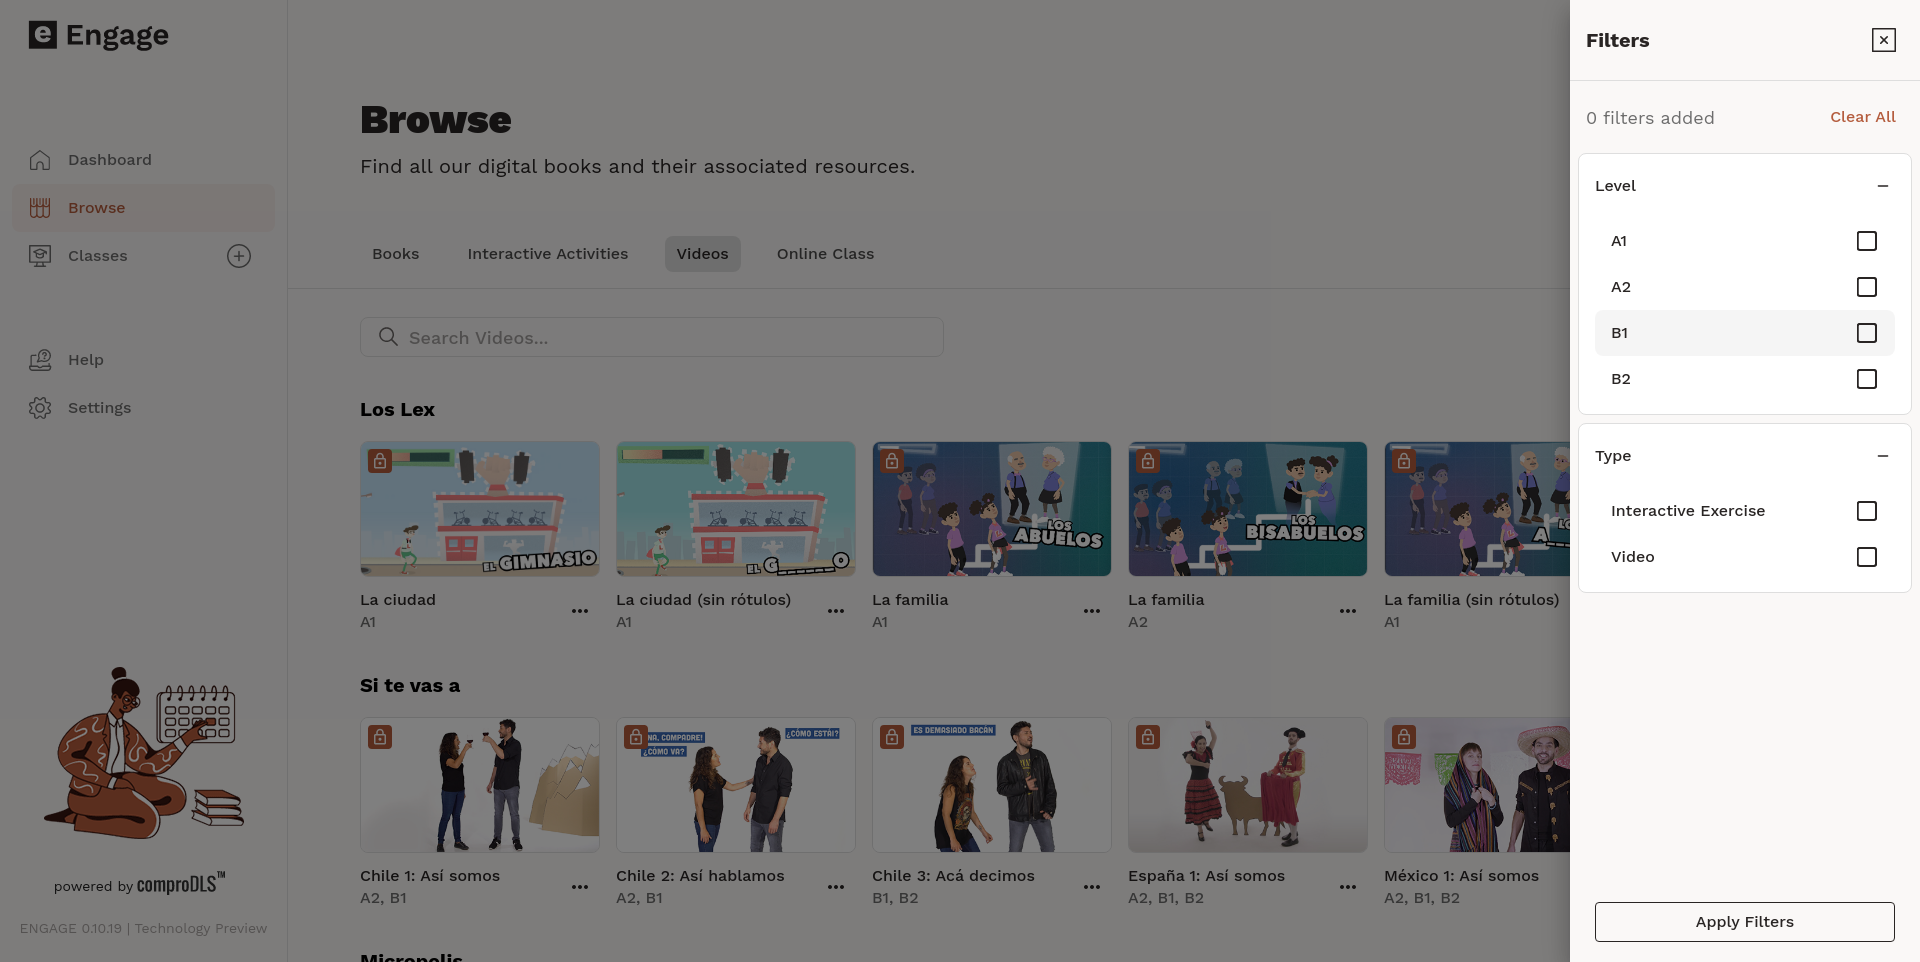 e Engage
Dashboard
Browse
Classes
Help
Settings
powered by comproDLS™
ENGAGE 0.10.19 | Technology Preview
Browse
Find all our digital books and their associated resources.
Books
Interactive Activities
Videos
Online Class
Search Videos...
Los Lex
EL GIMNASIO
EL G_____O
LOS ABUELOS
LOS BISABUELOS
La ciudad
A1
La ciudad (sin rótulos)
A1
La familia
A1
La familia
A2
La familia (sin rótulos)
A1
Si te vas a
NA, COMPADRE!
¿CÓMO VA?
¿CÓMO ESTÁI?
ES DEMASIADO BACÁN
Chile 1: Así somos
A2, B1
Chile 2: Así hablamos
A2, B1
Chile 3: Acá decimos
B1, B2
España 1: Así somos
A2, B1, B2
México 1: Así somos
A2, B1, B2
Micropolis
Filters
0 filters added
Clear All
Level
A1
A2
B1
B2
Type
Interactive Exercise
Video
Apply Filters